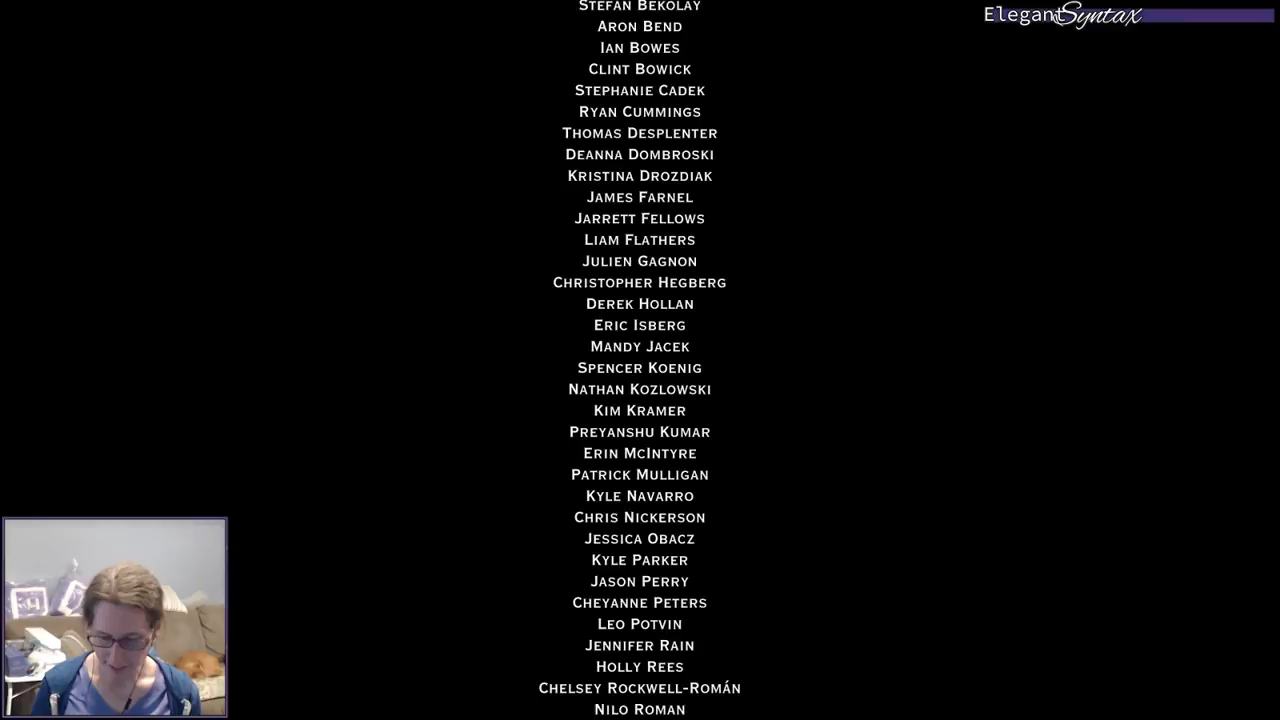 STEFAN BEKOLAY
ElegantSyntax
ARON BEND
IAN BOWES
CLINT BOWICK
STEPHANIE CADEK
RYAN CUMMINGS
THOMAS DESPLENTER
DEANNA DOMBROSKI
KRISTINA DROZDIAK
JAMES FARNEL
JARRETT FELLOWS
LIAM FLATHERS
JULIEN GAGNON
CHRISTOPHER HEGBERG
DEREK HOLLAN
ERIC ISBERG
MANDY JACEK
SPENCER KOENIG
NATHAN KOZLOWSKI
KIM KRAMER
PREYANSHU KUMAR
ERIN MCINTYRE
PATRICK MULLIGAN
KYLE NAVARRO
CHRIS NICKERSON
JESSICA OBACZ
KYLE PARKER
JASON PERRY
CHEYANNE PETERS
LEO POTVIN
JENNIFER RAIN
HOLLY REES
CHELSEY ROCKWELL-ROMÁN
NILO ROMAN